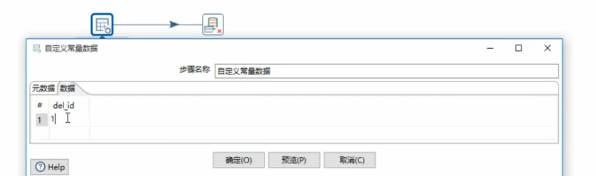 自定义常量数据
步骤名称 自定义常量数据
元数据 数据
# del_id
1 1
确定(O) 预览(P) 取消(C)
Help